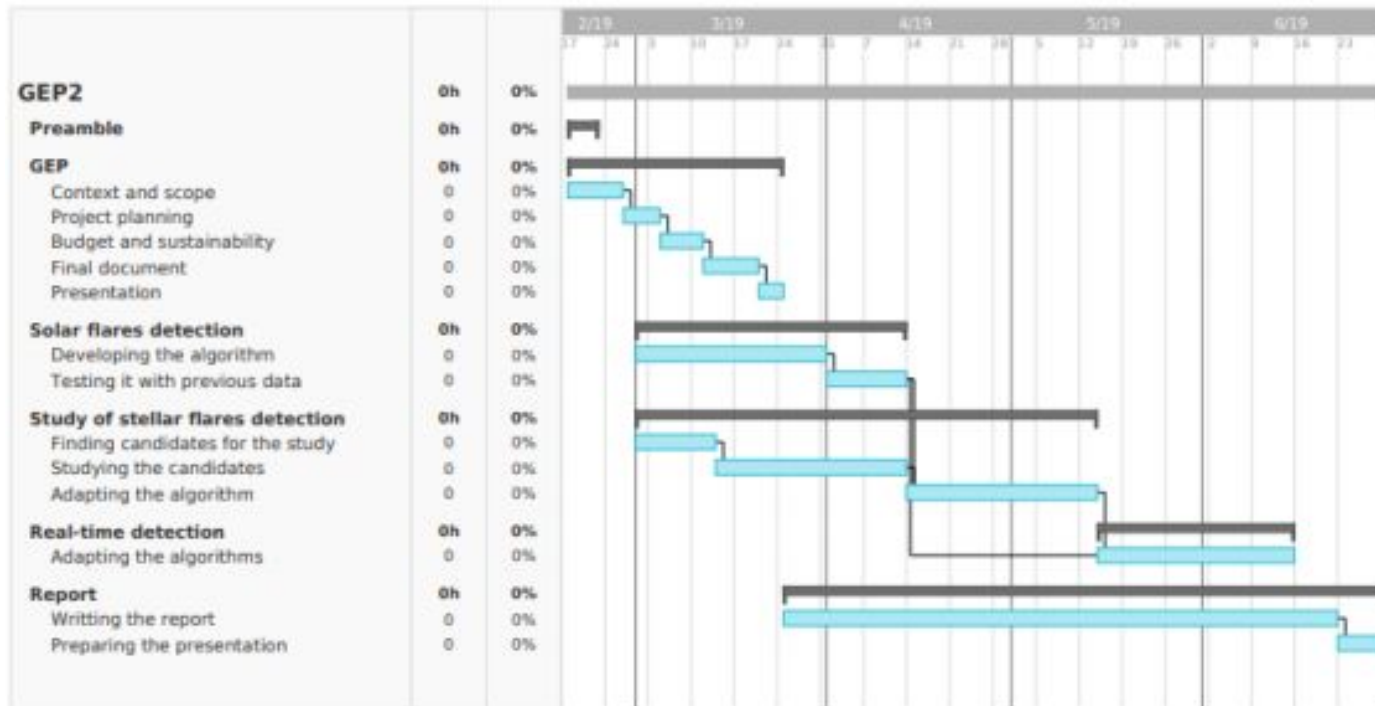 2/19 3/19 4/19 5/19 6/19
17 24 3 10 17 24 31 7 14 21 28 5 12 19 26 2 9 16 23
GEP2 0h 0%
Preamble 0h 0%
GEP 0h 0%
Context and scope 0 0%
Project planning 0 0%
Budget and sustainability 0 0%
Final document 0 0%
Presentation 0 0%
Solar flares detection 0h 0%
Developing the algorithm 0 0%
Testing it with previous data 0 0%
Study of stellar flares detection 0h 0%
Finding candidates for the study 0 0%
Studying the candidates 0 0%
Adapting the algorithm 0 0%
Real-time detection 0h 0%
Adapting the algorithms 0 0%
Report 0h 0%
Writting the report 0 0%
Preparing the presentation 0 0%